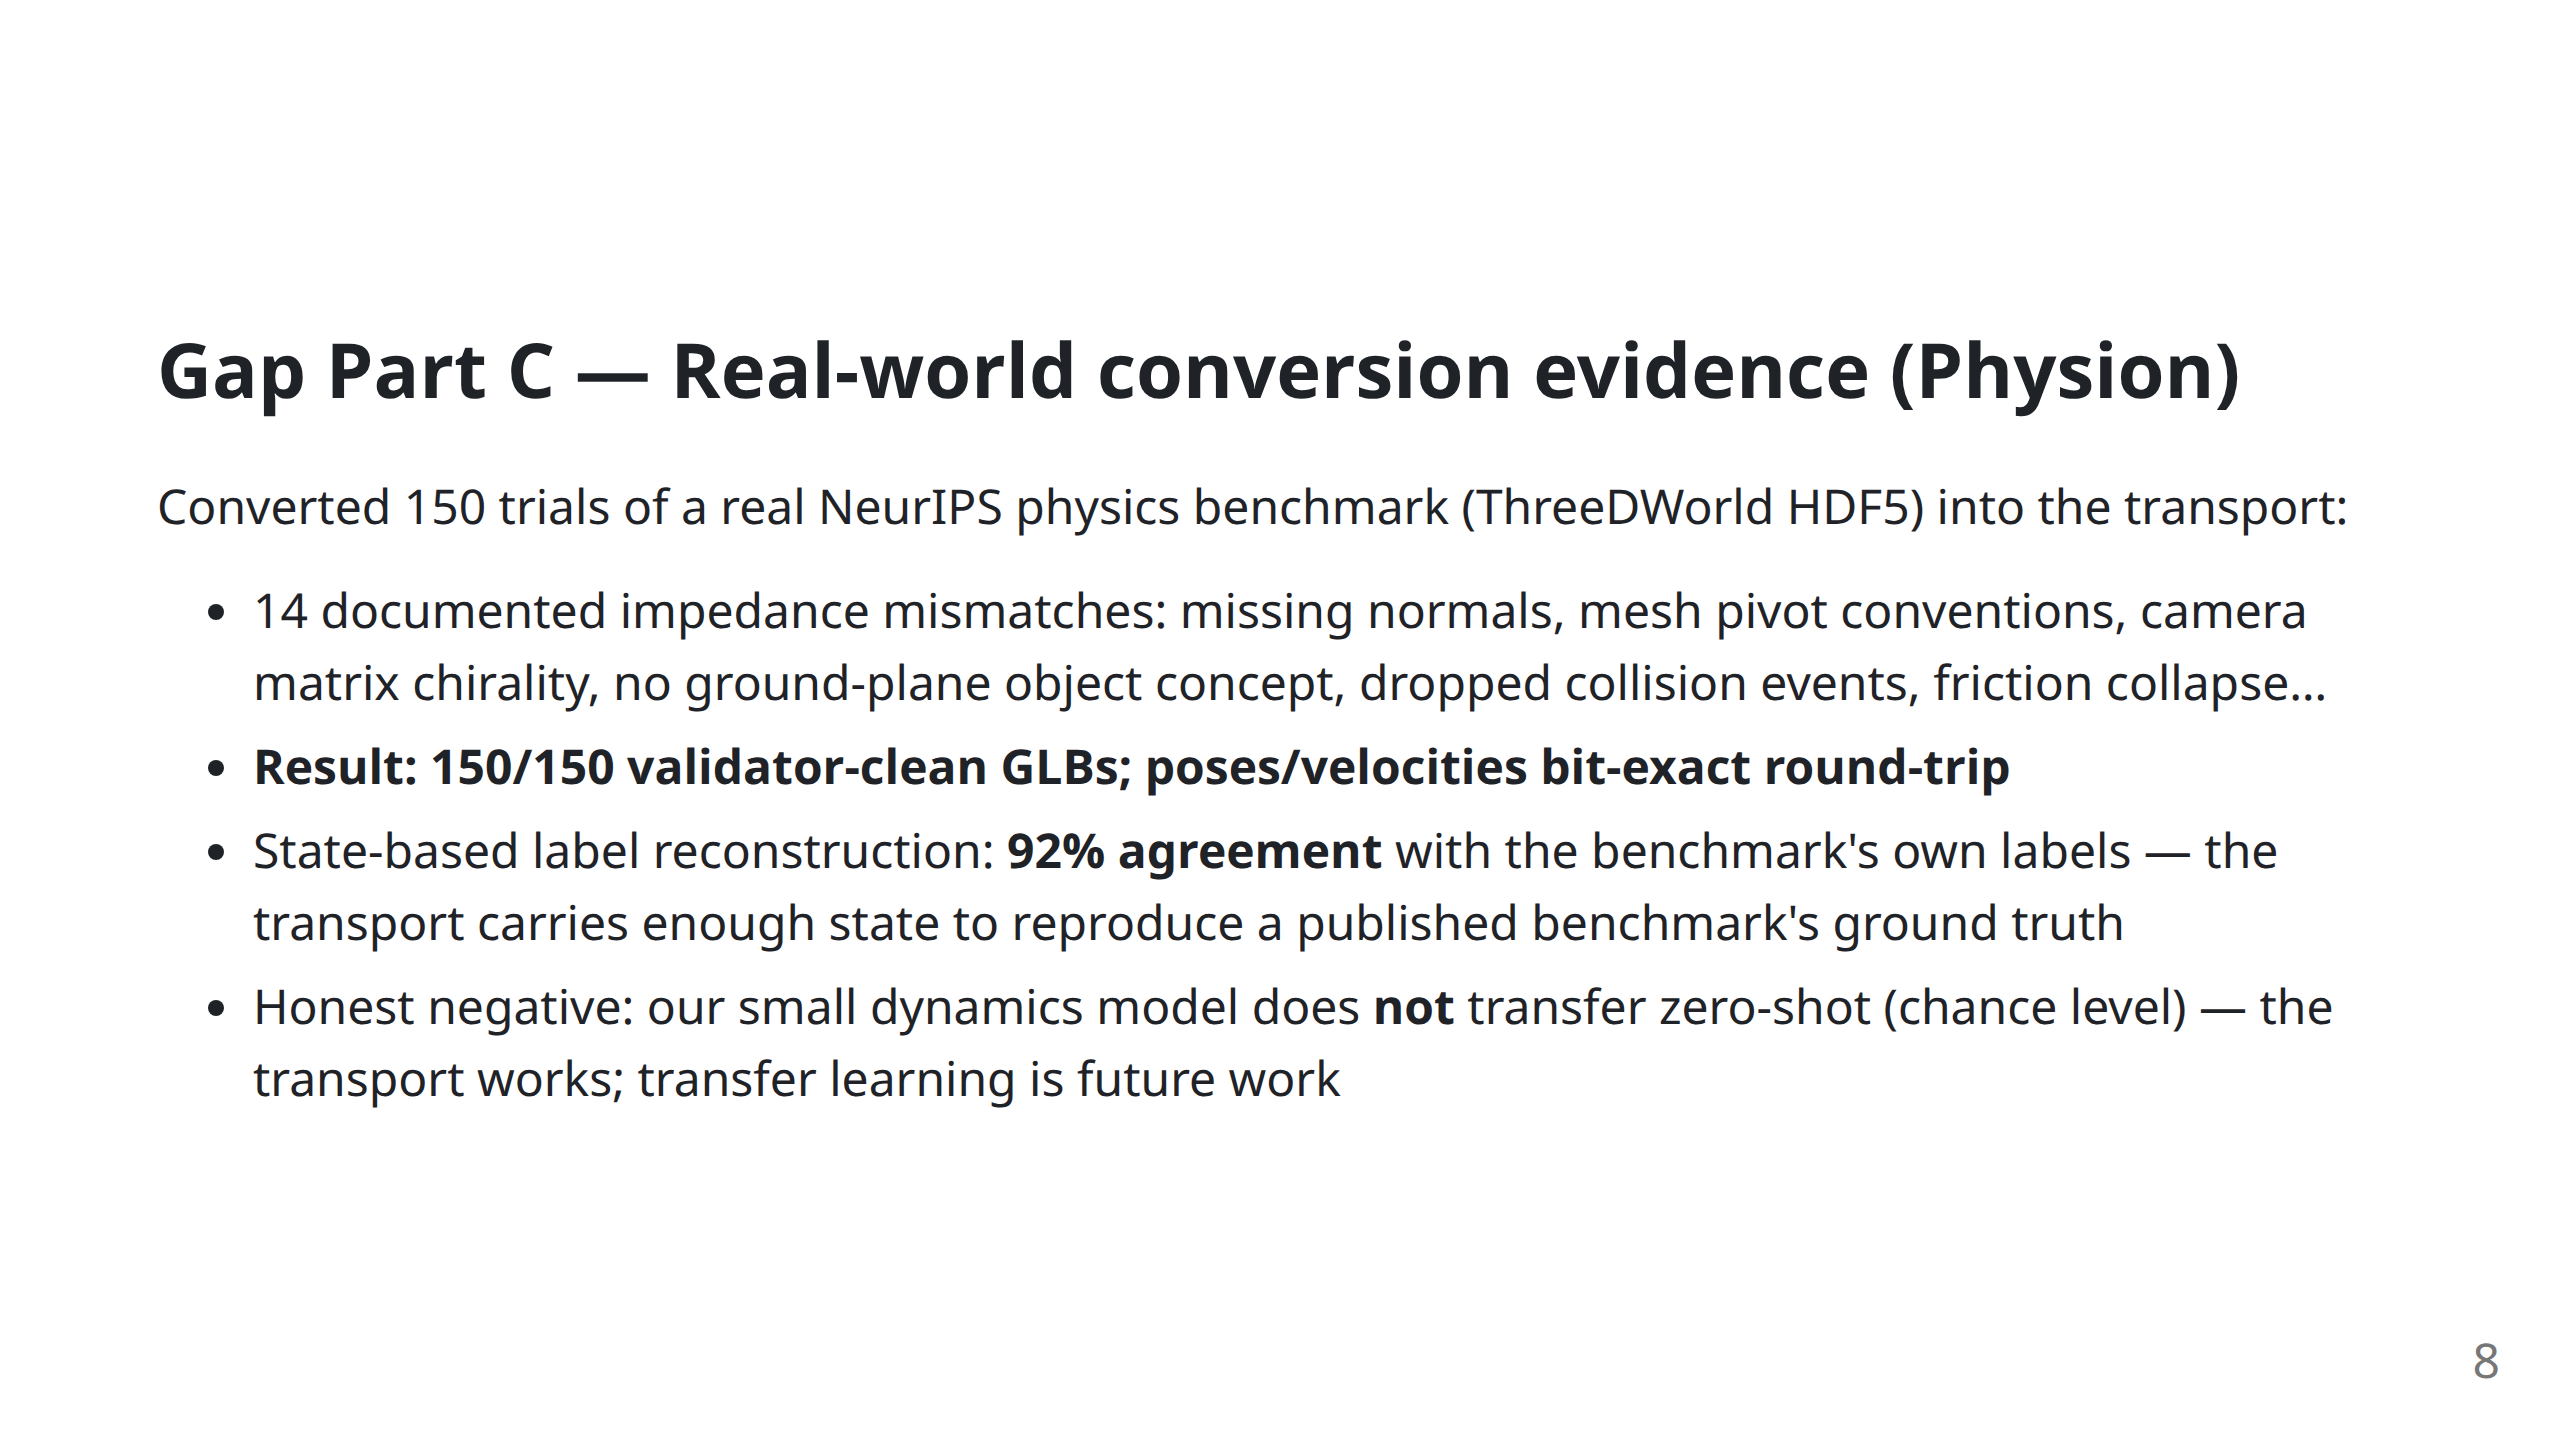 Gap Part C — Real-world conversion evidence (Physion)
Converted 150 trials of a real NeurIPS physics benchmark (ThreeDWorld HDF5) into the transport:
• 14 documented impedance mismatches: missing normals, mesh pivot conventions, camera
matrix chirality, no ground-plane object concept, dropped collision events, friction collapse…
• Result: 150/150 validator-clean GLBs; poses/velocities bit-exact round-trip
• State-based label reconstruction: 92% agreement with the benchmark's own labels — the
transport carries enough state to reproduce a published benchmark's ground truth
• Honest negative: our small dynamics model does not transfer zero-shot (chance level) — the
transport works; transfer learning is future work
8